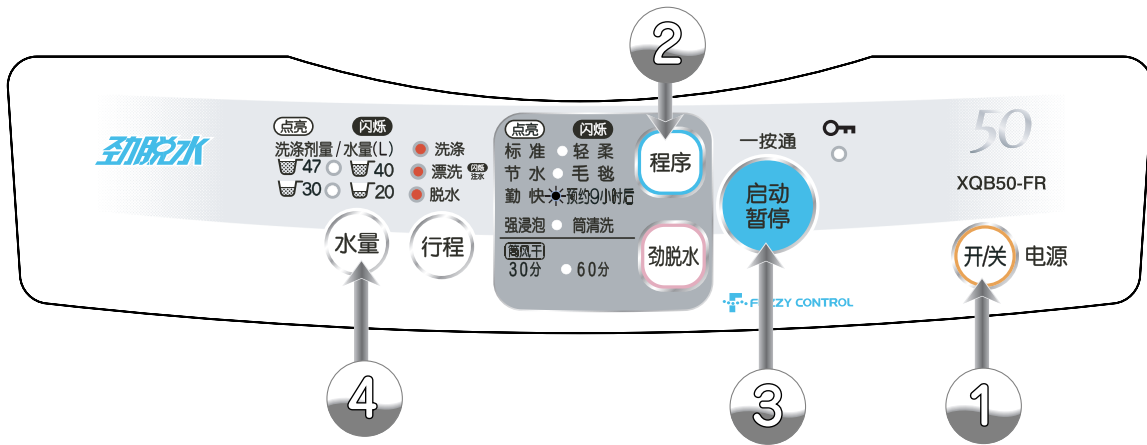 2
劲脱水
点亮 闪烁
洗涤剂量/水量(L)
47 40
30 20
洗涤
漂洗 闪烁注水
脱水
水量
行程
点亮 闪烁
标准 轻柔
节水 毛毯
勤快 预约9小时后
强浸泡 筒清洗
筒风干
30分 60分
程序
劲脱水
一按通
启动
暂停
50
XQB50-FR
开/关 电源
FUZZY CONTROL
4
3
1